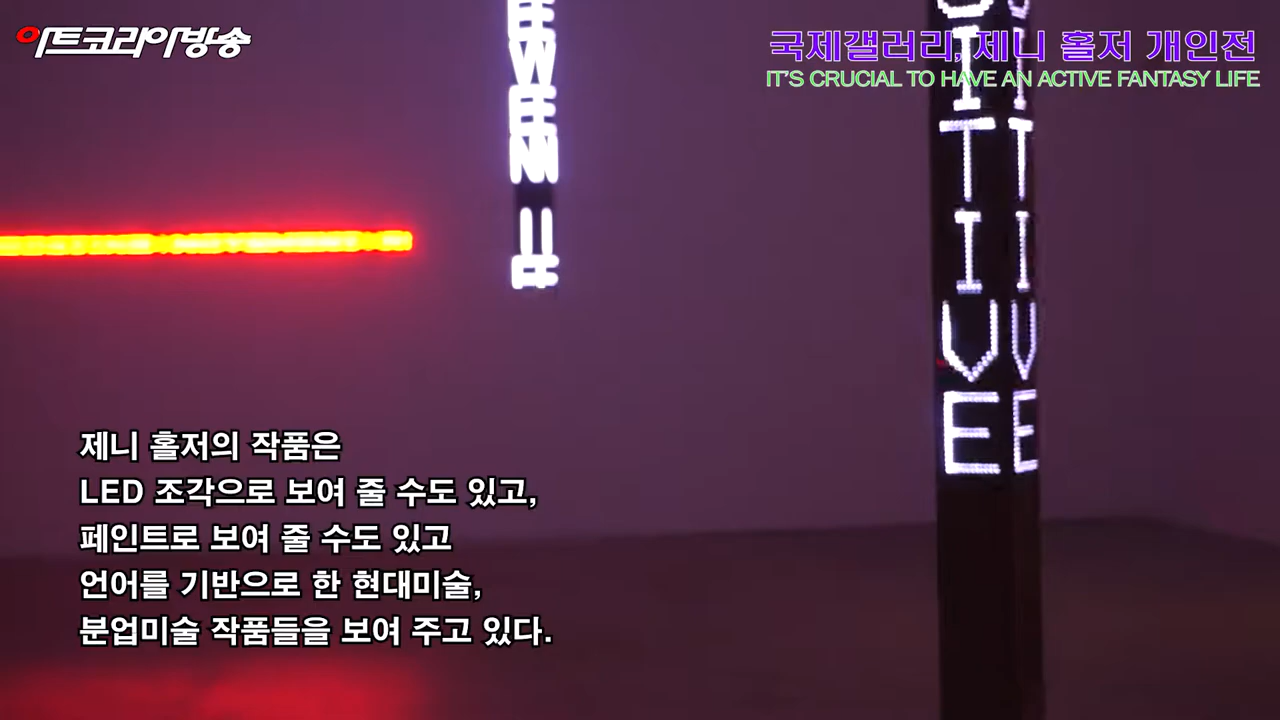 아트코리아방송
국제갤러리, 제니 홀저 개인전
IT'S CRUCIAL TO HAVE AN ACTIVE FANTASY LIFE
제니 홀저의 작품은
LED 조각으로 보여 줄 수도 있고,
페인트로 보여 줄 수도 있고
언어를 기반으로 한 현대미술,
분업미술 작품들을 보여 주고 있다.
I
T
I
V
E